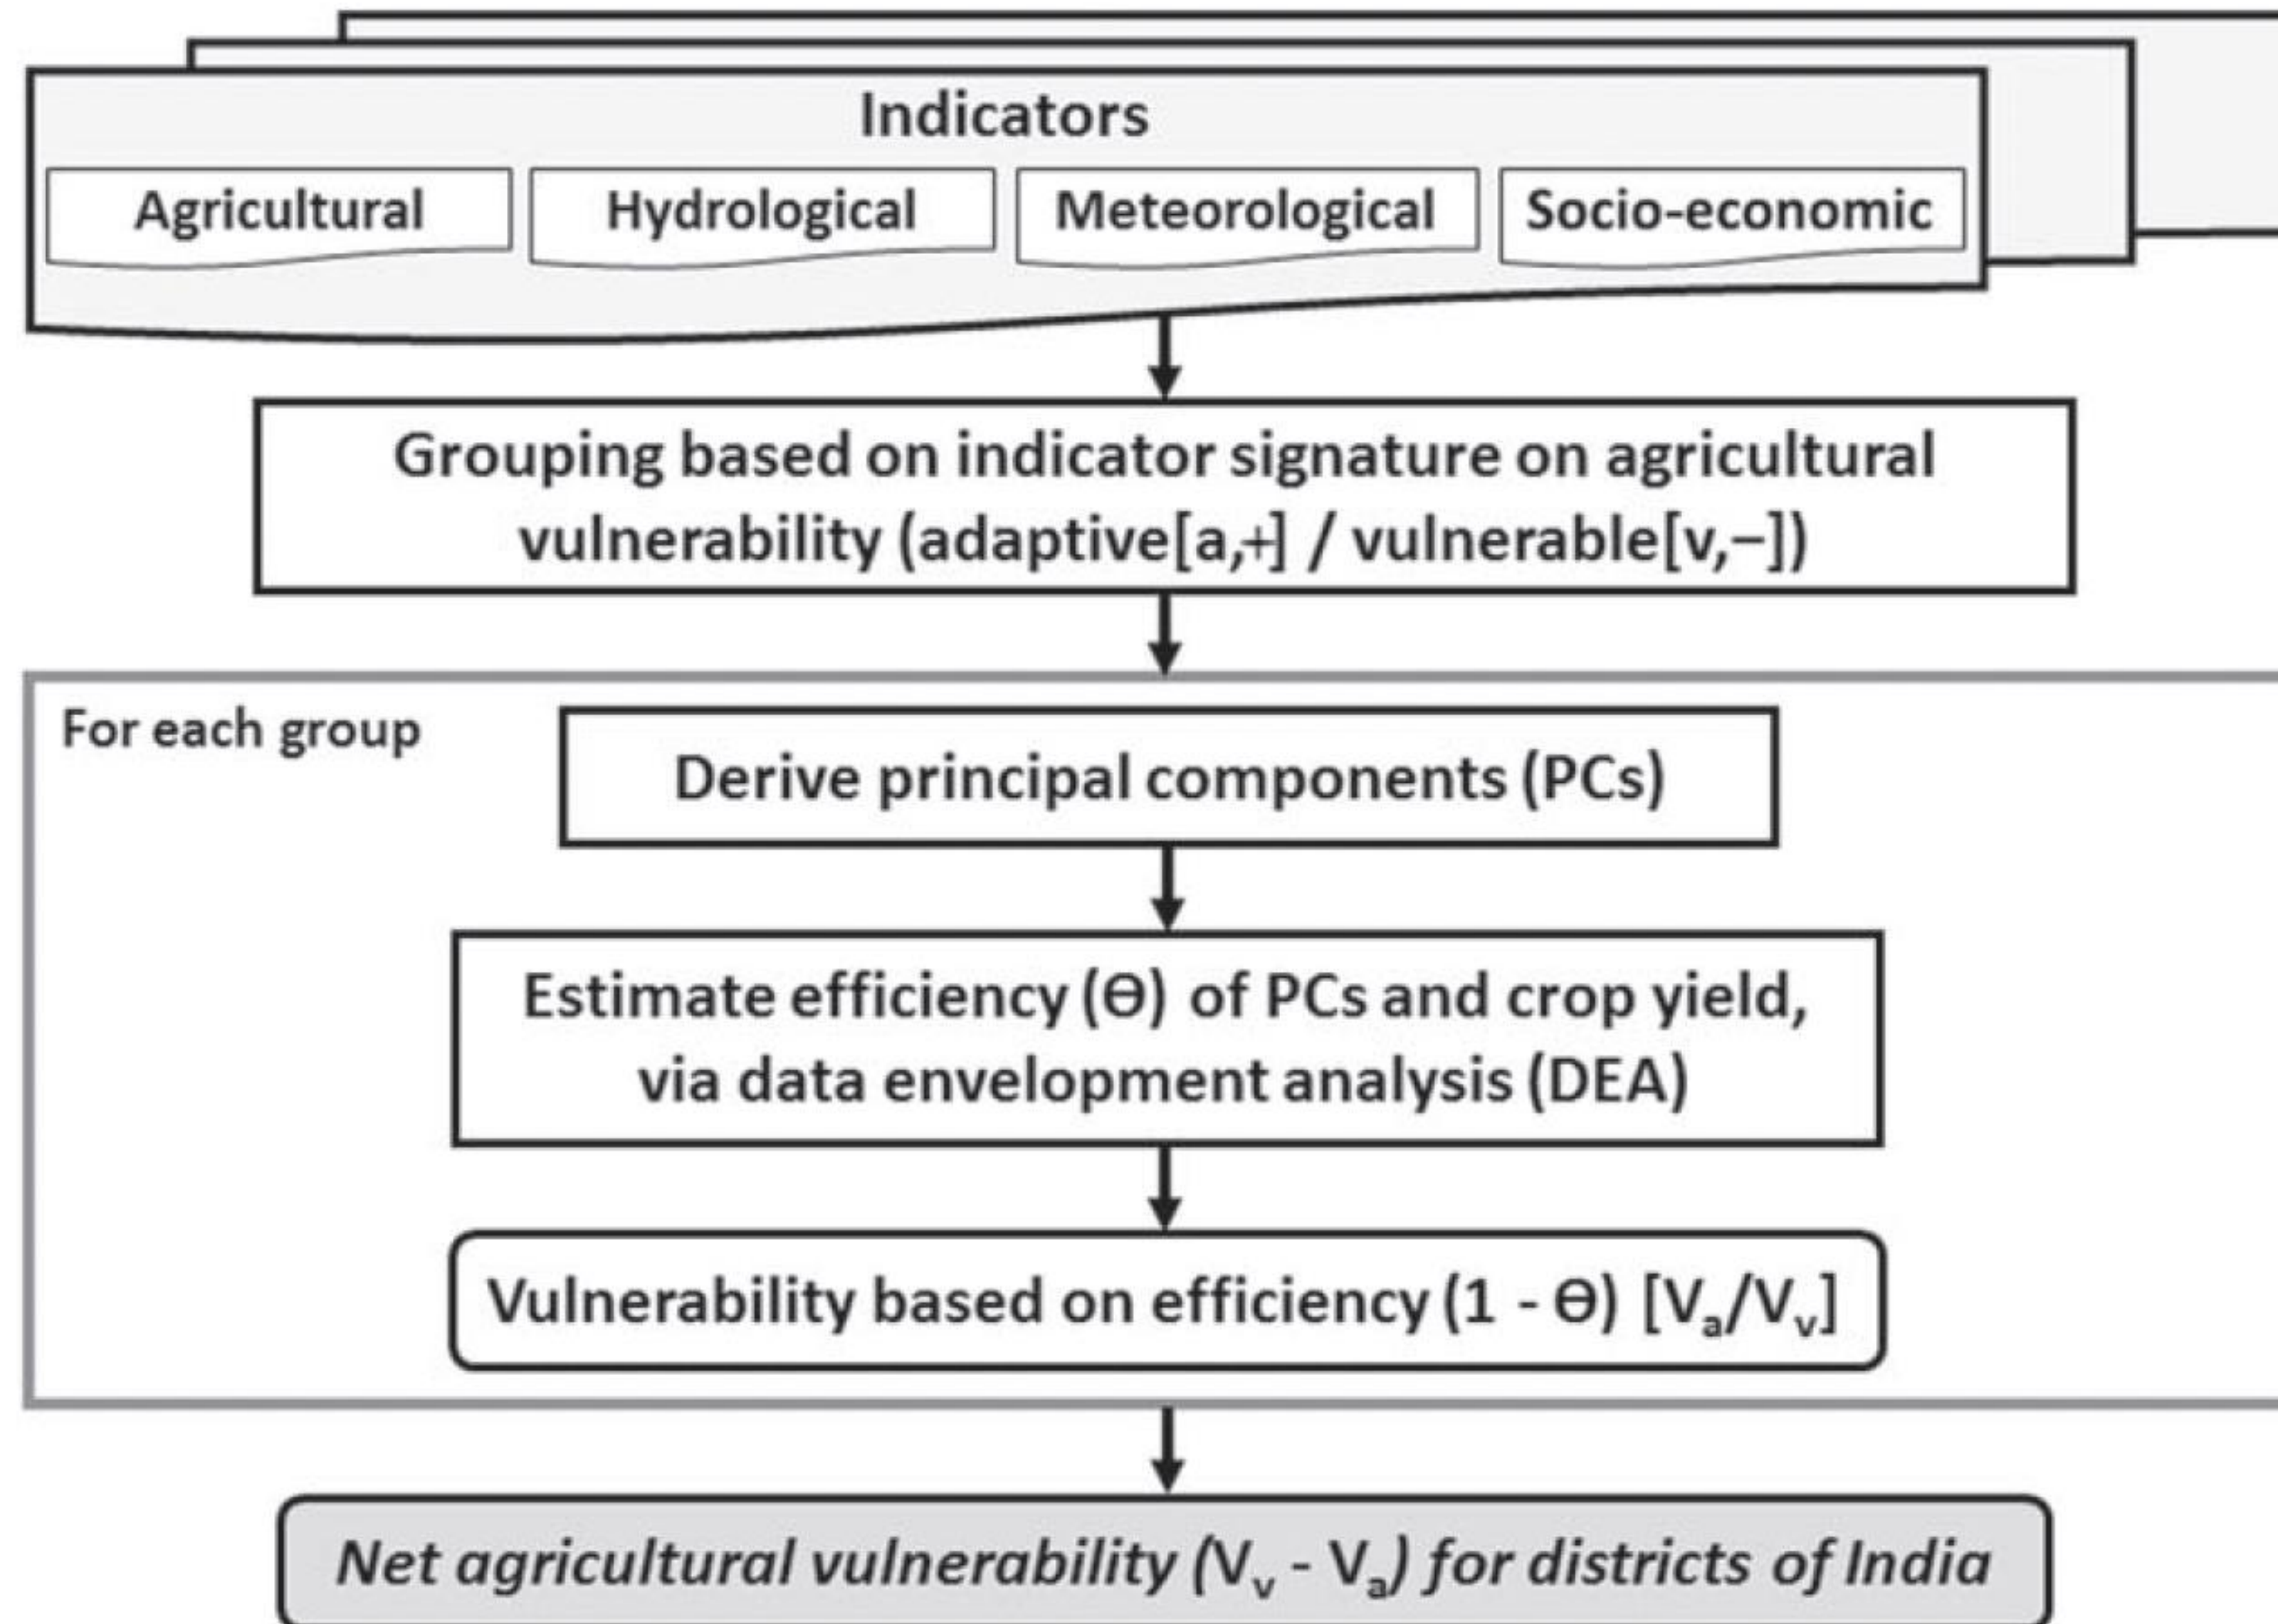 Indicators
Agricultural Hydrological Meteorological Socio-economic
Grouping based on indicator signature on agricultural
vulnerability (adaptive[a,+] / vulnerable[v,–])
For each group
Derive principal components (PCs)
Estimate efficiency (Ɵ) of PCs and crop yield,
via data envelopment analysis (DEA)
Vulnerability based on efficiency (1 - Ɵ) [Vₐ/Vᵥ]
Net agricultural vulnerability (Vᵥ - Vₐ) for districts of India